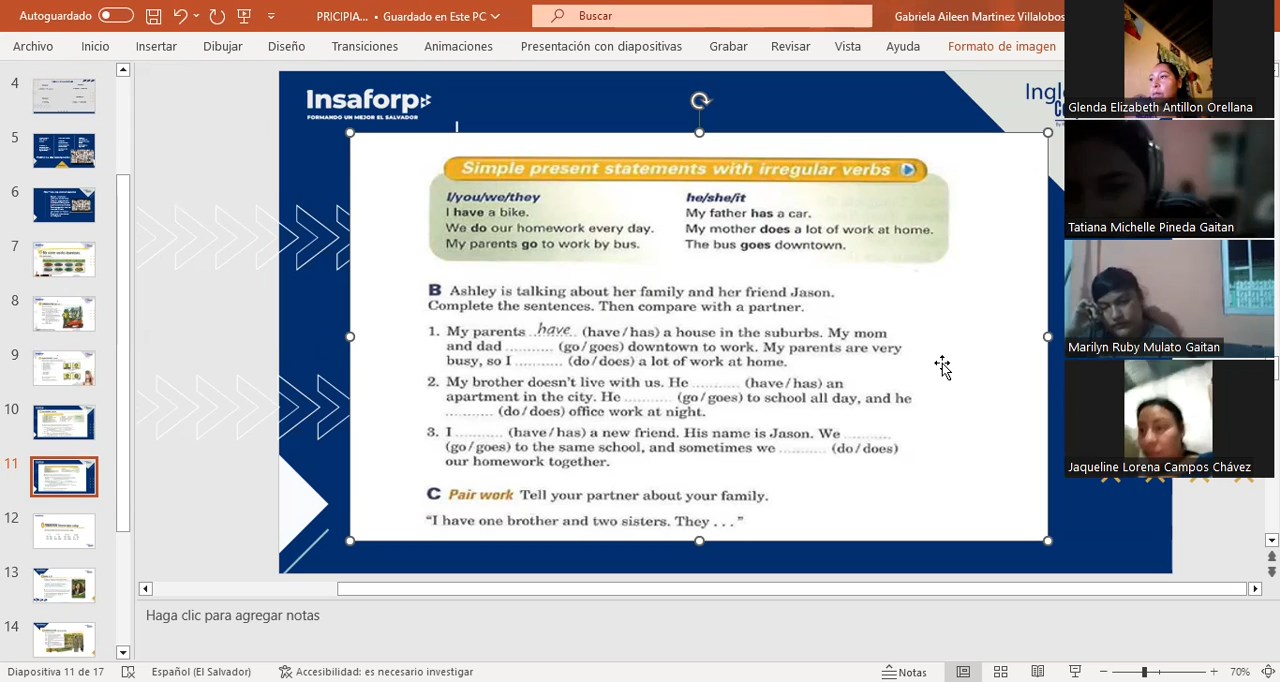 Autoguardado
PRICIPIA... • Guardado en Este PC
Buscar
Gabriela Aileen Martinez Villalobos
Archivo Inicio Insertar Dibujar Diseño Transiciones Animaciones Presentación con diapositivas Grabar Revisar Vista Ayuda Formato de imagen
4
5
6
7
8
9
10
11
12
13
14
Insaforp
FORMANDO UN MEJOR EL SALVADOR
Simple present statements with irregular verbs
I/you/we/they he/she/it
I have a bike. My father has a car.
We do our homework every day. My mother does a lot of work at home.
My parents go to work by bus. The bus goes downtown.
B Ashley is talking about her family and her friend Jason.
Complete the sentences. Then compare with a partner.
1. My parents have (have/has) a house in the suburbs. My mom
and dad .......... (go/goes) downtown to work. My parents are very
busy, so I .......... (do/does) a lot of work at home.
2. My brother doesn't live with us. He .......... (have/has) an
apartment in the city. He .......... (go/goes) to school all day, and he
.......... (do/does) office work at night.
3. I .......... (have/has) a new friend. His name is Jason. We ..........
(go/goes) to the same school, and sometimes we .......... (do/does)
our homework together.
C Pair work Tell your partner about your family.
"I have one brother and two sisters. They . . . "
Glenda Elizabeth Antillon Orellana
Tatiana Michelle Pineda Gaitan
Marilyn Ruby Mulato Gaitan
Jaqueline Lorena Campos Chávez
Haga clic para agregar notas
Diapositiva 11 de 17 Español (El Salvador) Accesibilidad: es necesario investigar Notas 70%